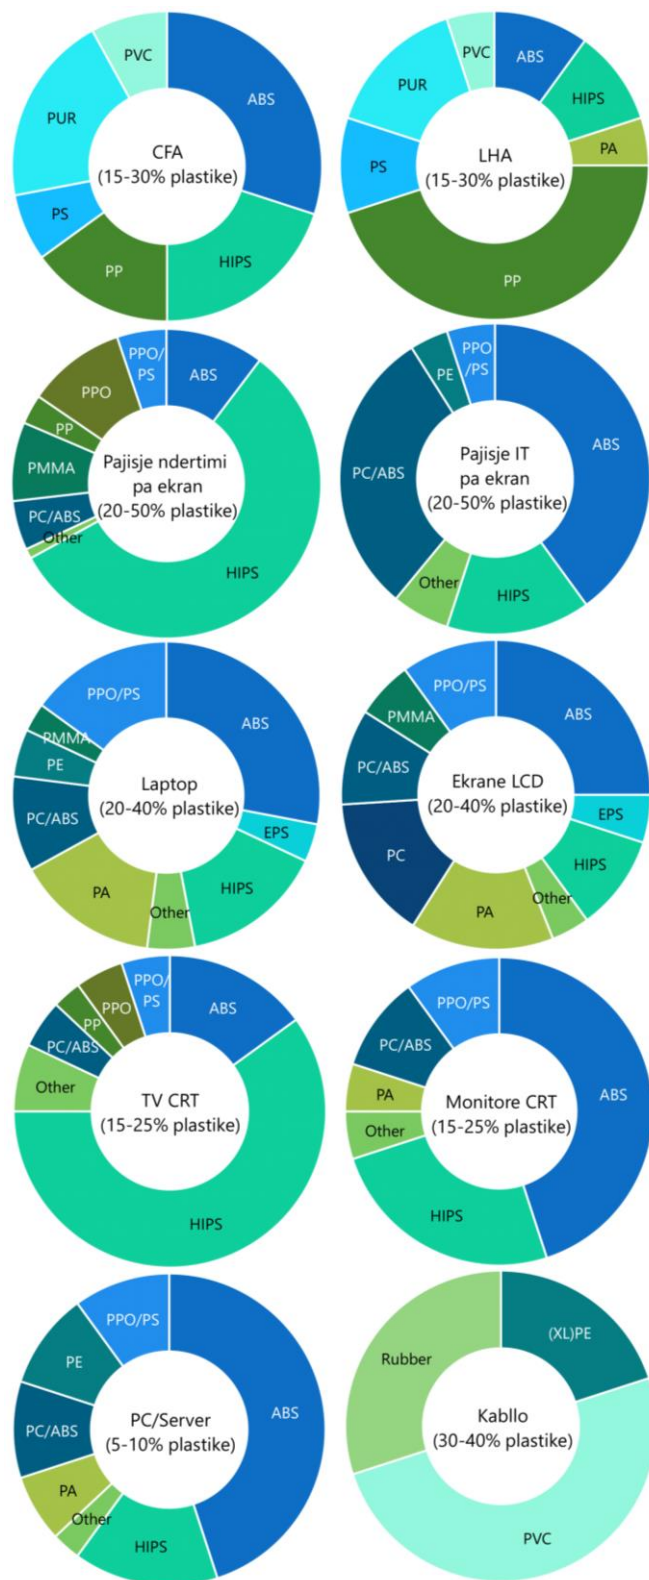 PVC
ABS
PUR
CFA
(15-30% plastike)
PS
PP
HIPS
PVC
ABS
PUR
HIPS
LHA
(15-30% plastike)
PA
PS
PP
PPO/
PS
ABS
PPO
PP
PMMA
Pajisje ndertimi
pa ekran
(20-50% plastike)
PC/ABS
Other
HIPS
PPO
/PS
PE
ABS
PC/ABS
Pajisje IT
pa ekran
(20-50% plastike)
Other
HIPS
PPO/PS
ABS
PMMA
PE
Laptop
(20-40% plastike)
PC/ABS
EPS
PA
HIPS
Other
PPO/PS
ABS
PMMA
PC/ABS
Ekrane LCD
(20-40% plastike)
EPS
PC
HIPS
Other
PA
PPO/
PS
PPO
ABS
PP
PC/ABS
Other
TV CRT
(15-25% plastike)
HIPS
PPO/PS
PC/ABS
ABS
PA
Monitore CRT
(15-25% plastike)
Other
HIPS
PPO/PS
PE
ABS
PC/Server
(5-10% plastike)
PC/ABS
PA
Other
HIPS
(XL)PE
Rubber
Kabllo
(30-40% plastike)
PVC